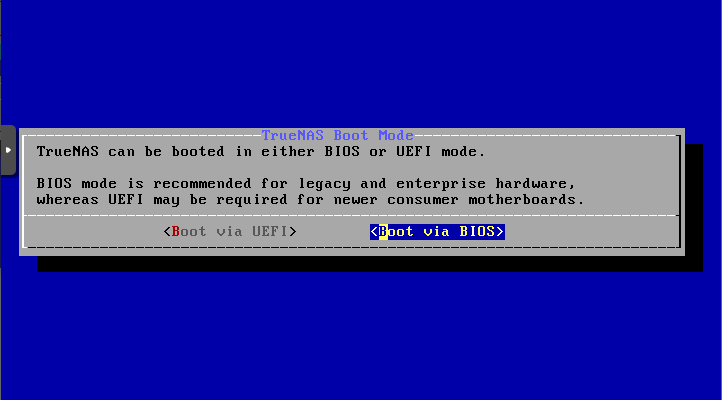 TrueNAS Boot Mode
TrueNAS can be booted in either BIOS or UEFI mode.
BIOS mode is recommended for legacy and enterprise hardware,
whereas UEFI may be required for newer consumer motherboards.
<Boot via UEFI> <Boot via BIOS>